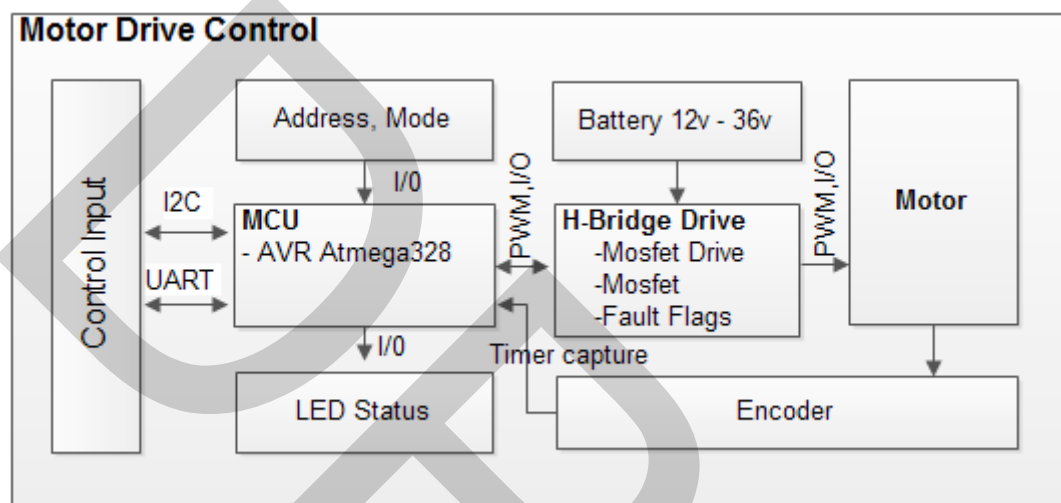 Motor Drive Control
Control Input
Address, Mode
Battery 12v - 36v
I/0
I2C
UART
MCU
- AVR Atmega328
PWM,I/O
H-Bridge Drive
-Mosfet Drive
-Mosfet
-Fault Flags
PWM,I/O
Motor
I/0
Timer capture
LED Status
Encoder